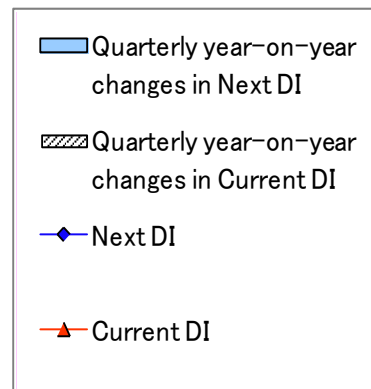 Quarterly year-on-year
changes in Next DI
Quarterly year-on-year
changes in Current DI
Next DI
Current DI